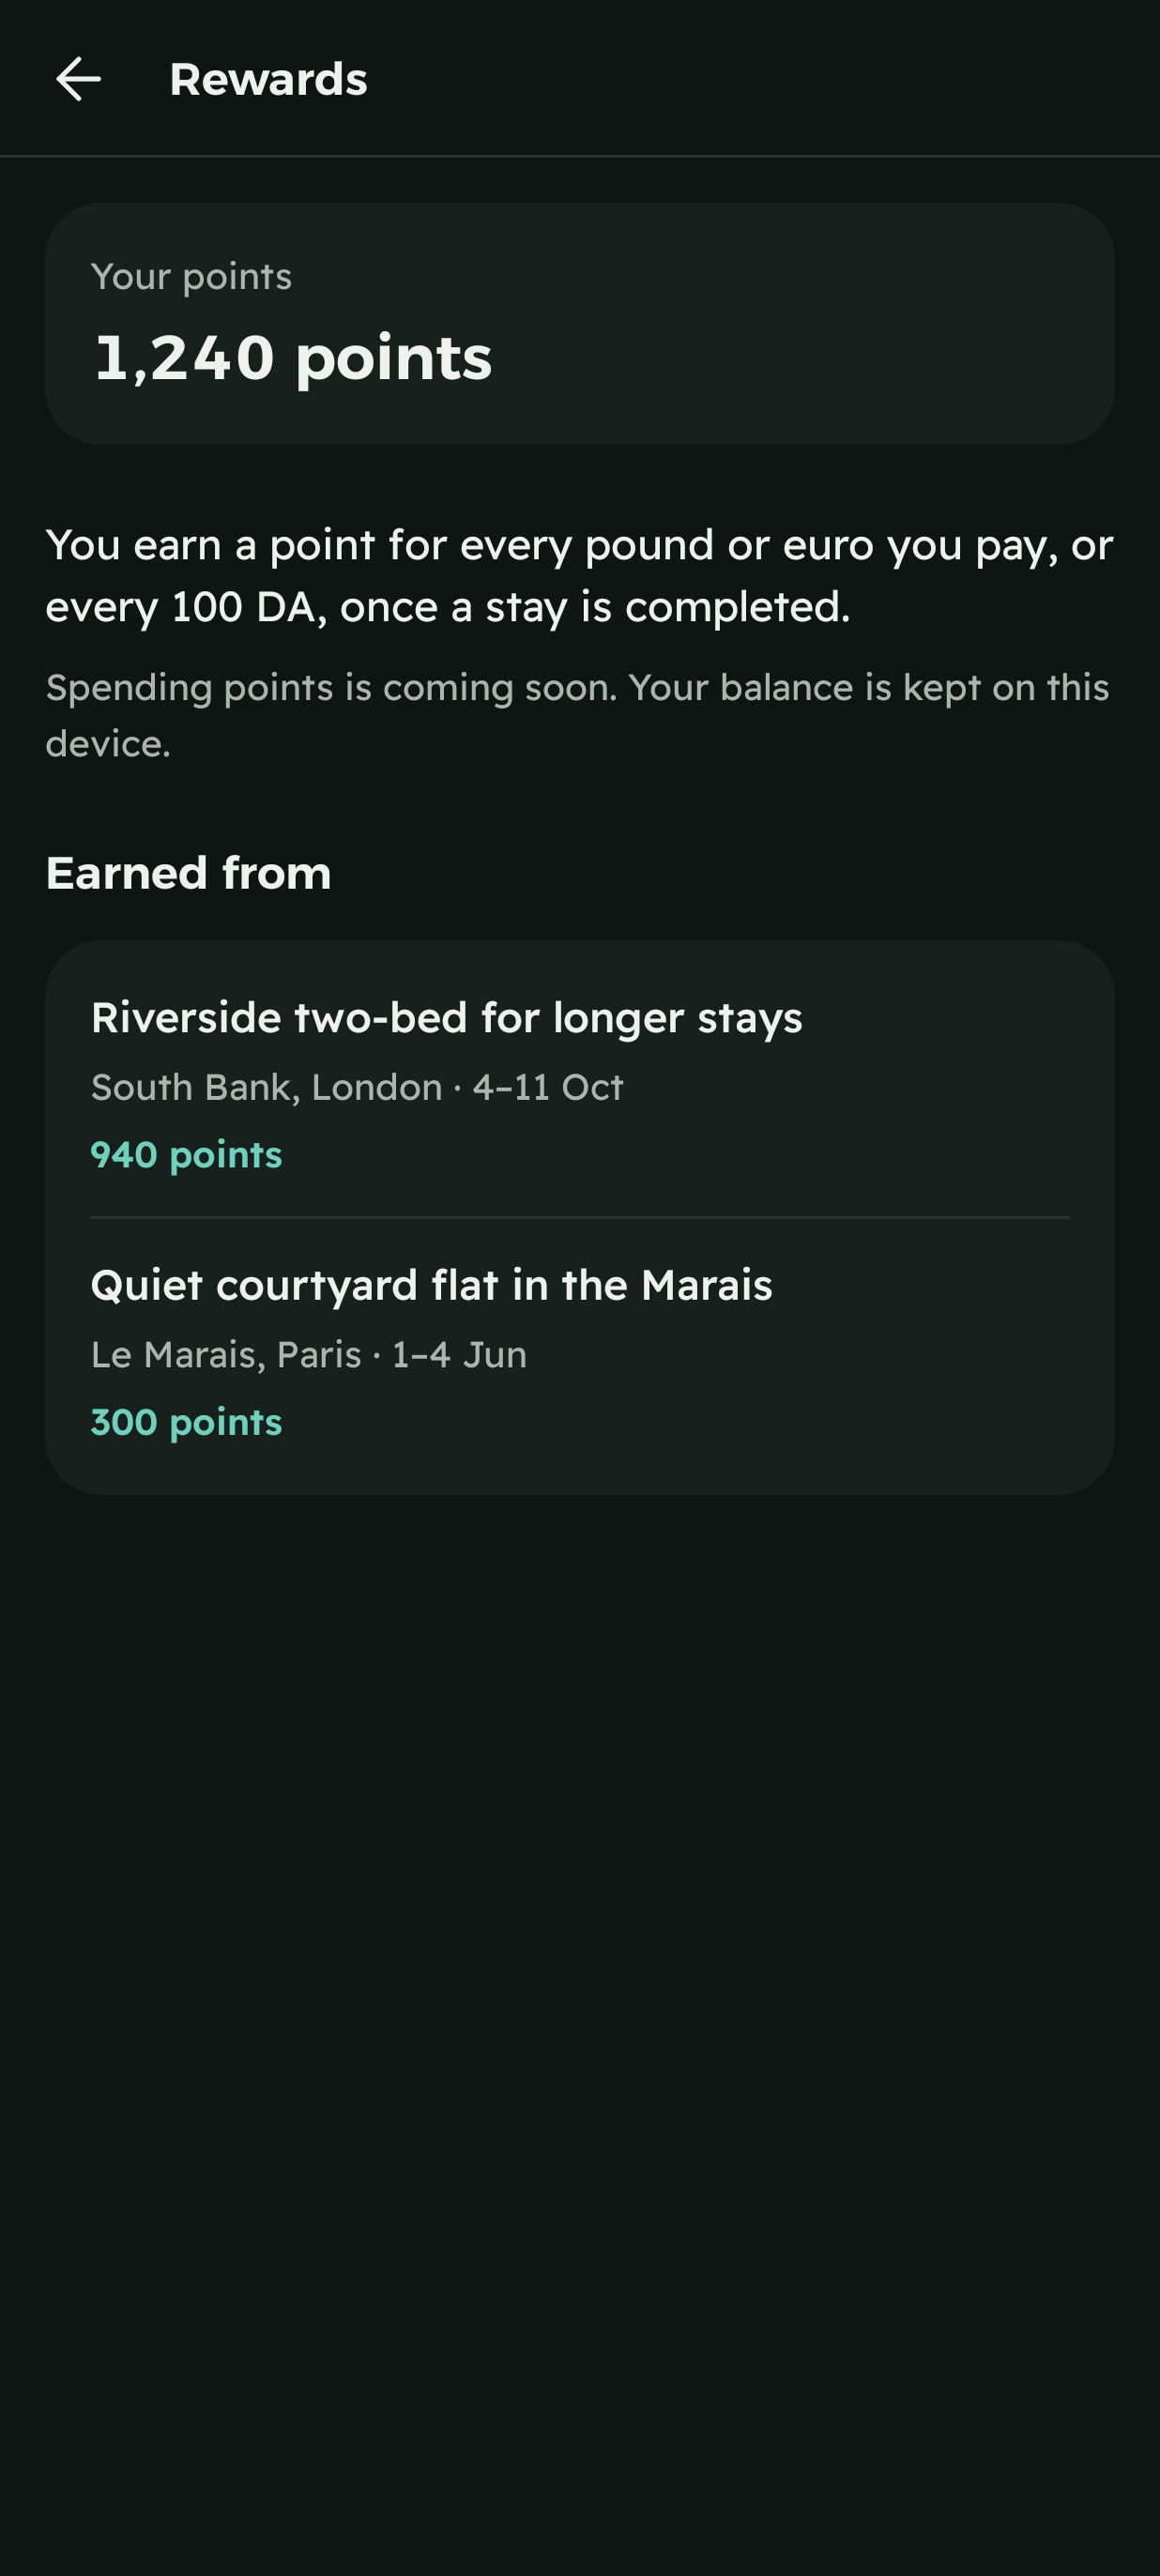 Rewards
Your points
1,240 points
You earn a point for every pound or euro you pay, or
every 100 DA, once a stay is completed.
Spending points is coming soon. Your balance is kept on this
device.
Earned from
Riverside two-bed for longer stays
South Bank, London · 4–11 Oct
940 points
Quiet courtyard flat in the Marais
Le Marais, Paris · 1–4 Jun
300 points